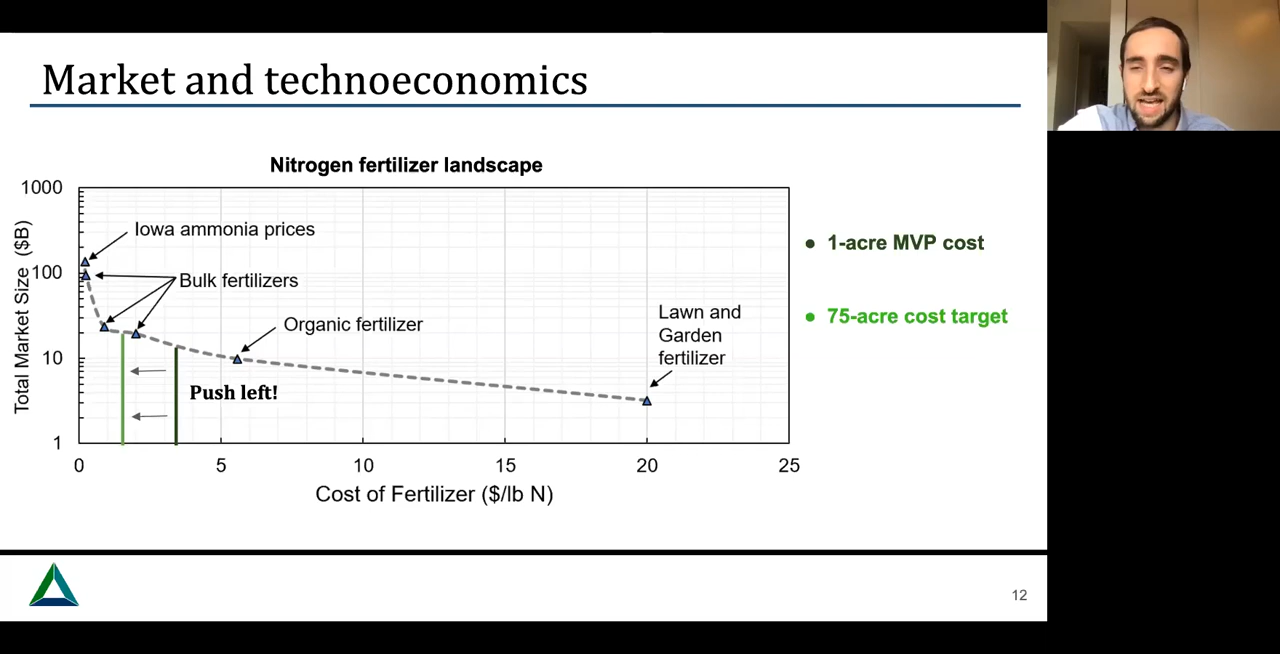 Market and technoeconomics
Nitrogen fertilizer landscape
1000
100
10
1
Total Market Size ($B)
Iowa ammonia prices
Bulk fertilizers
Organic fertilizer
Lawn and
Garden
fertilizer
Push left!
0 5 10 15 20 25
Cost of Fertilizer ($/lb N)
• 1-acre MVP cost
• 75-acre cost target
12